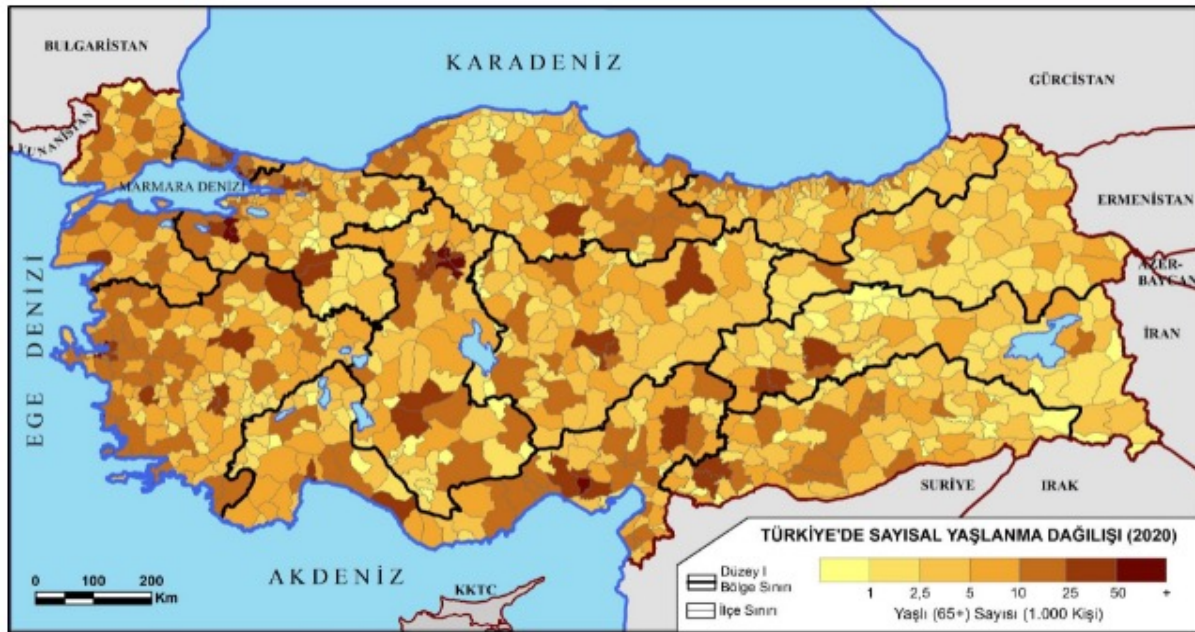 BULGARİSTAN
KARADENİZ
GÜRCİSTAN
YUNANİSTAN
MARMARA DENİZİ
ERMENİSTAN
AZER-
BAYCAN
İRAN
EGE DENİZİ
SURİYE
IRAK
AKDENİZ
KKTC
0 100 200
Km
TÜRKİYE'DE SAYISAL YAŞLANMA DAĞILIŞI (2020)
Düzey I
Bölge Sınırı
İlçe Sınırı
1 2,5 5 10 25 50 +
Yaşlı (65+) Sayısı (1.000 Kişi)